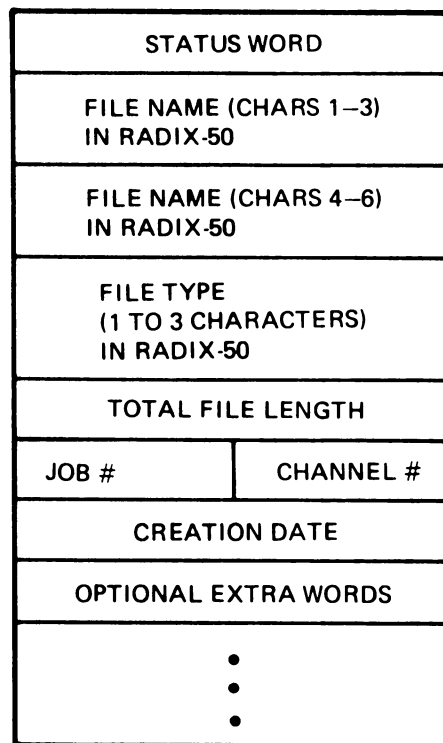 STATUS WORD
FILE NAME (CHARS 1–3)
IN RADIX-50
FILE NAME (CHARS 4–6)
IN RADIX-50
FILE TYPE
(1 TO 3 CHARACTERS)
IN RADIX-50
TOTAL FILE LENGTH
JOB # CHANNEL #
CREATION DATE
OPTIONAL EXTRA WORDS